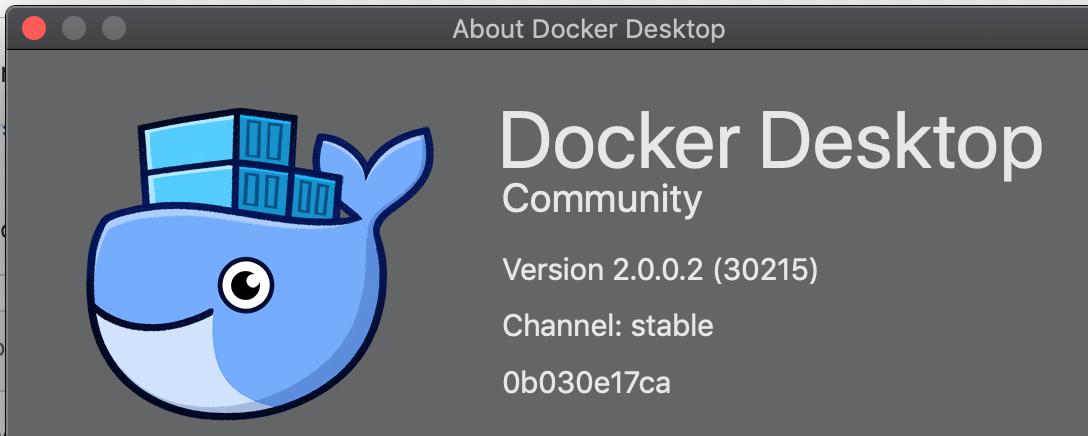 About Docker Desktop
Docker Desktop
Community
Version 2.0.0.2 (30215)
Channel: stable
0b030e17ca